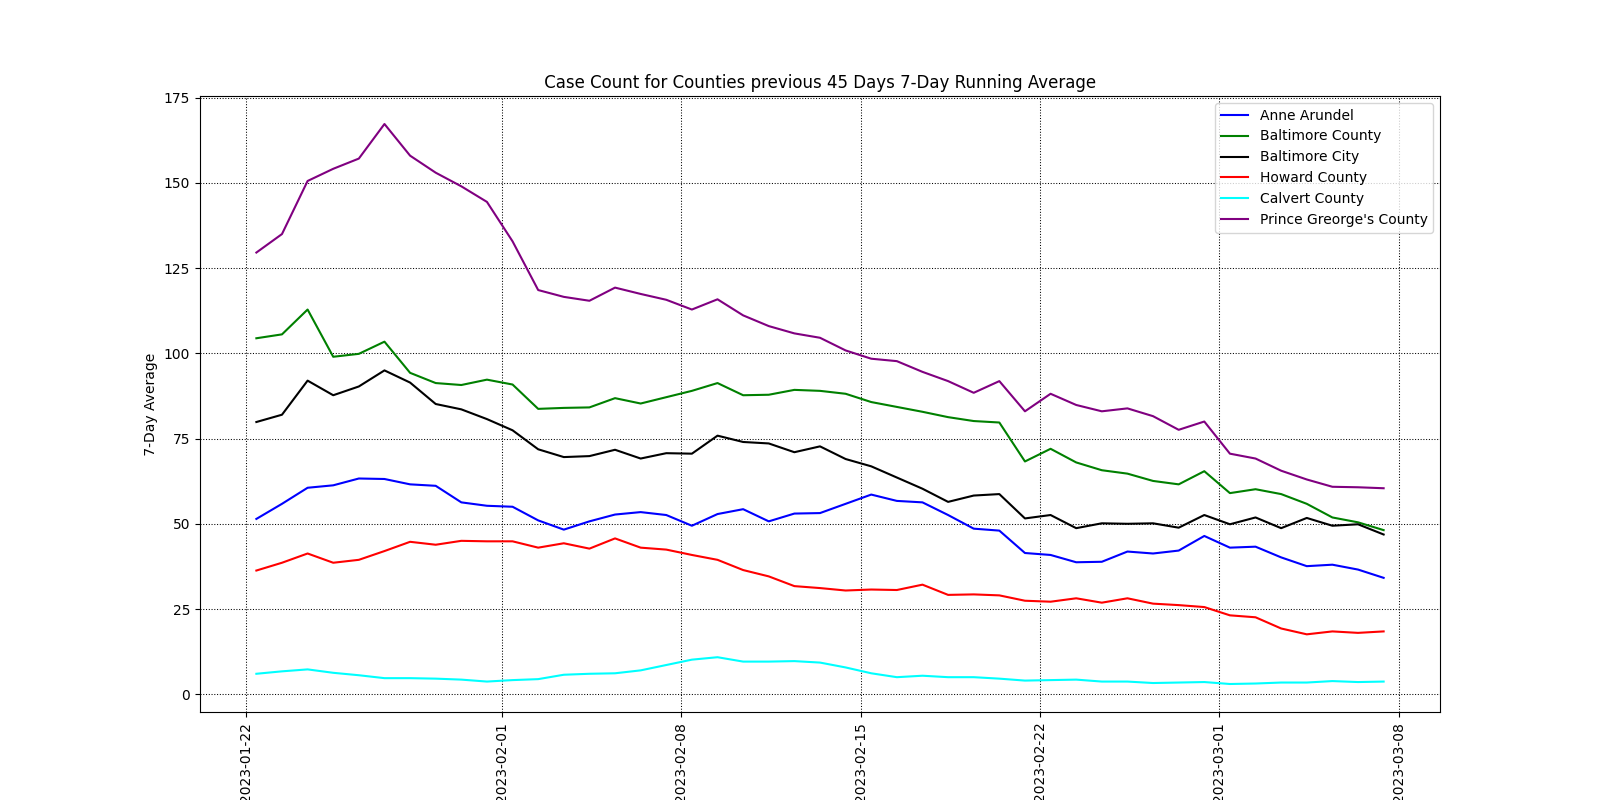 Case Count for Counties previous 45 Days 7-Day Running Average
175
150
125
100
75
50
25
0
7-Day Average
Anne Arundel
Baltimore County
Baltimore City
Howard County
Calvert County
Prince Greorge's County
2023-01-22
2023-02-01
2023-02-08
2023-02-15
2023-02-22
2023-03-01
2023-03-08